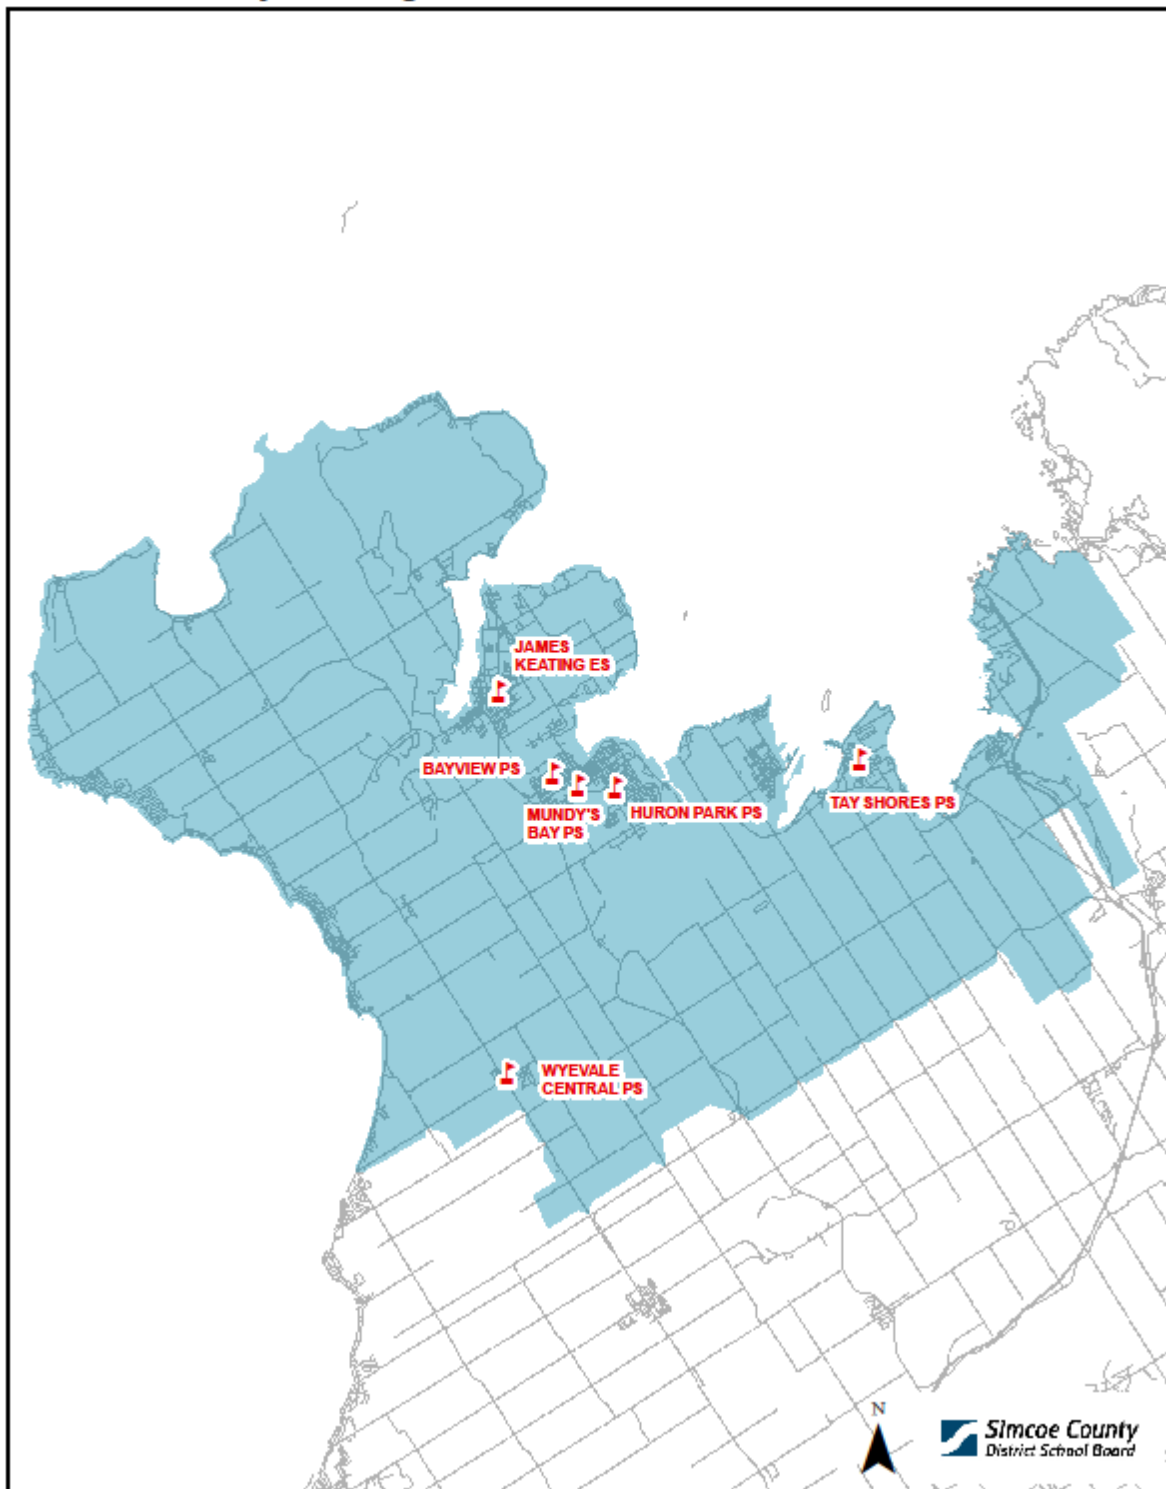 JAMES
KEATING ES
BAYVIEW PS
MUNDY'S
BAY PS
HURON PARK PS
TAY SHORES PS
WYEVALE
CENTRAL PS
N
Simcoe County
District School Board